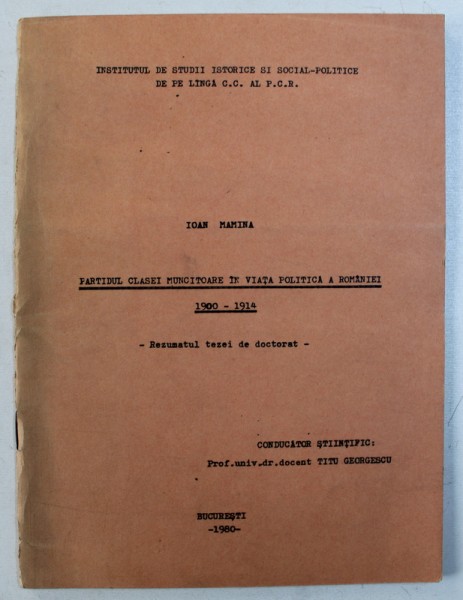 INSTITUTUL DE STUDII ISTORICE SI SOCIAL-POLITICE
DE PE LÎNGĂ C.C. AL P.C.R.
IOAN MAMINA
PARTIDUL CLASEI MUNCITOARE ÎN VIAȚA POLITICĂ A ROMÂNIEI
1900 - 1914
- Rezumatul tezei de doctorat -
CONDUCĂTOR ȘTIINȚIFIC:
Prof.univ.dr.docent TITU GEORGESCU
BUCUREȘTI
-1980-